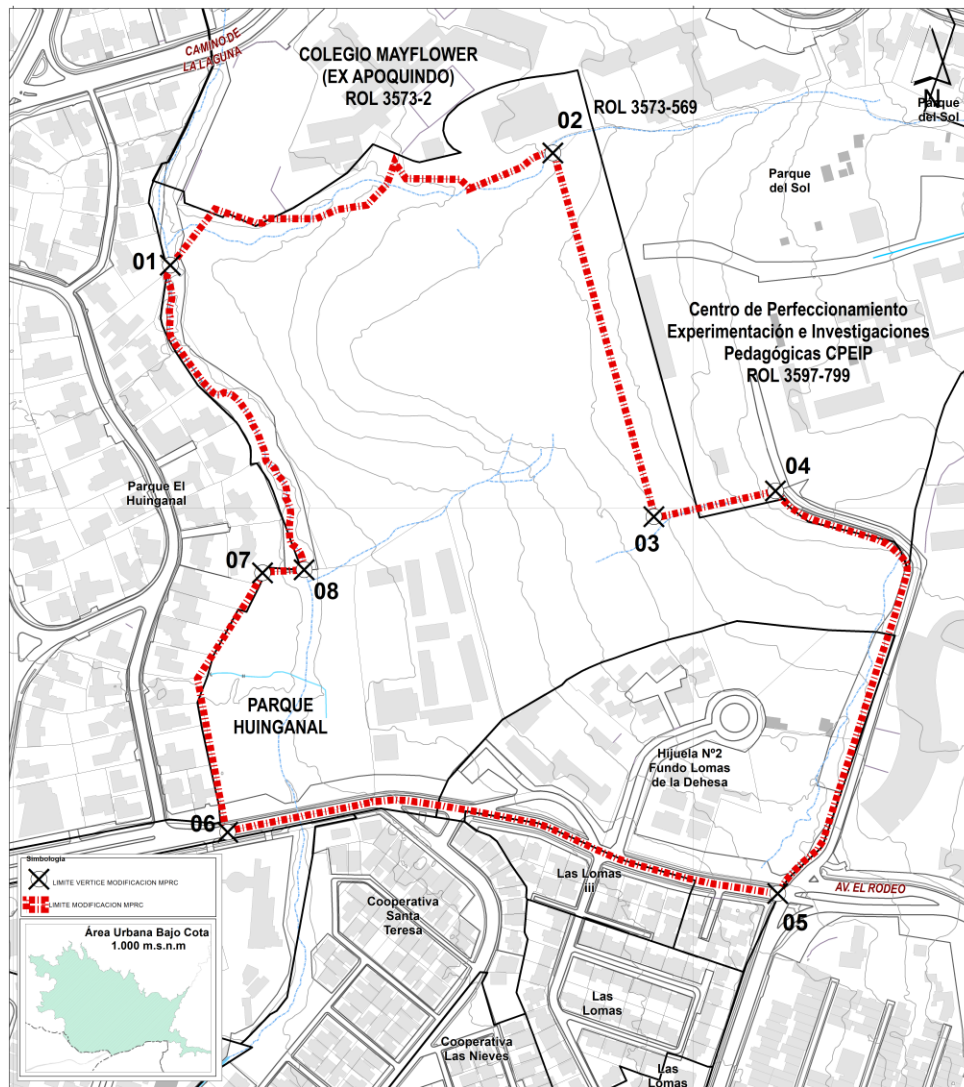 CAMINO DE
LA LAGUNA
COLEGIO MAYFLOWER
(EX APOQUINDO)
ROL 3573-2
ROL 3573-569
02
N
Parque
del Sol
Parque
del Sol
01
Centro de Perfeccionamiento
Experimentación e Investigaciones
Pedagógicas CPEIP
ROL 3597-799
04
Parque El
Huinganal
03
07
08
PARQUE
HUINGANAL
Hijuela Nº2
Fundo Lomas
de la Dehesa
06
Simbología
LIMITE VERTICE MODIFICACION MPRC
LIMITE MODIFICACION MPRC
Área Urbana Bajo Cota
1.000 m.s.n.m
Las Lomas
iii
AV. EL RODEO
05
Cooperativa
Santa
Teresa
Las
Lomas
Cooperativa
Las Nieves
Las
Lomas